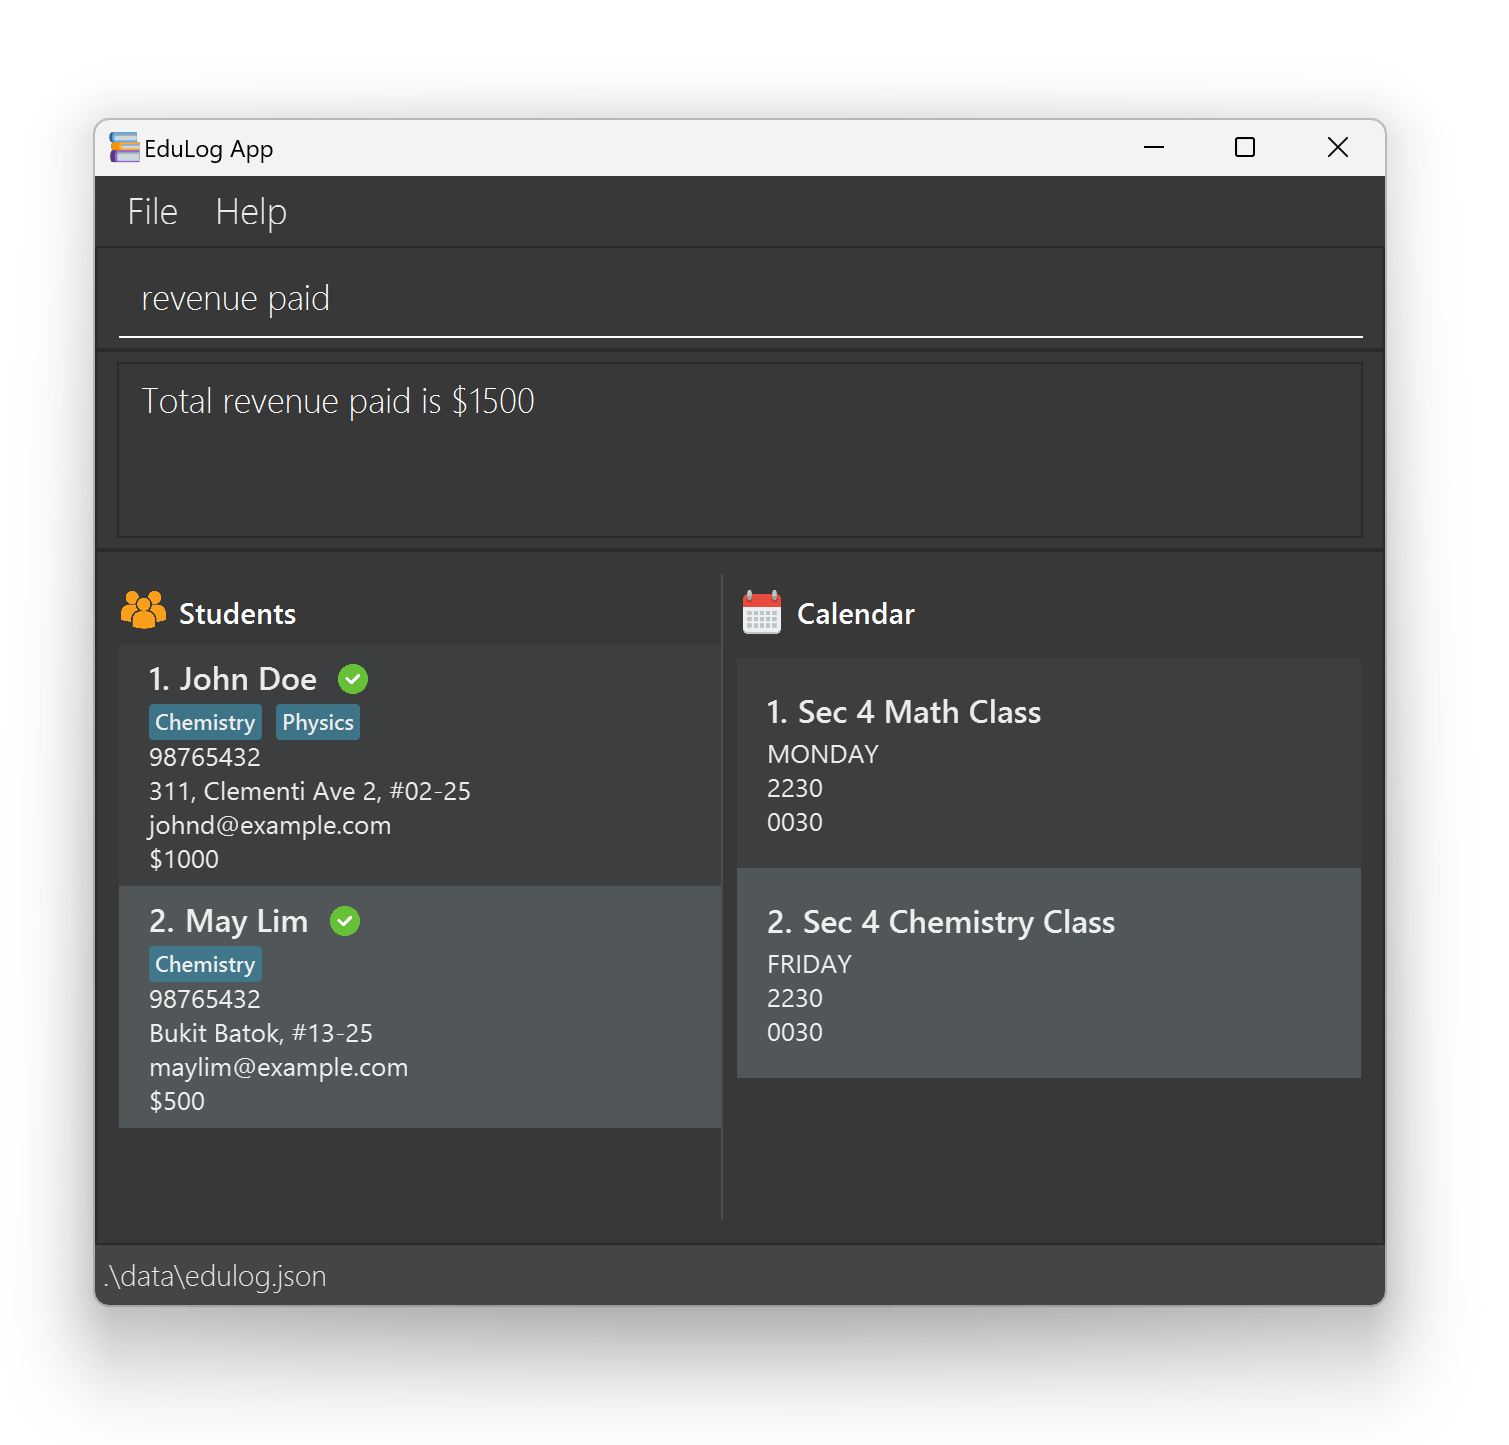 EduLog App
File Help
revenue paid
Total revenue paid is $1500
Students
1. John Doe
Chemistry Physics
98765432
311, Clementi Ave 2, #02-25
johnd@example.com
$1000
2. May Lim
Chemistry
98765432
Bukit Batok, #13-25
maylim@example.com
$500
Calendar
1. Sec 4 Math Class
MONDAY
2230
0030
2. Sec 4 Chemistry Class
FRIDAY
2230
0030
.\data\edulog.json